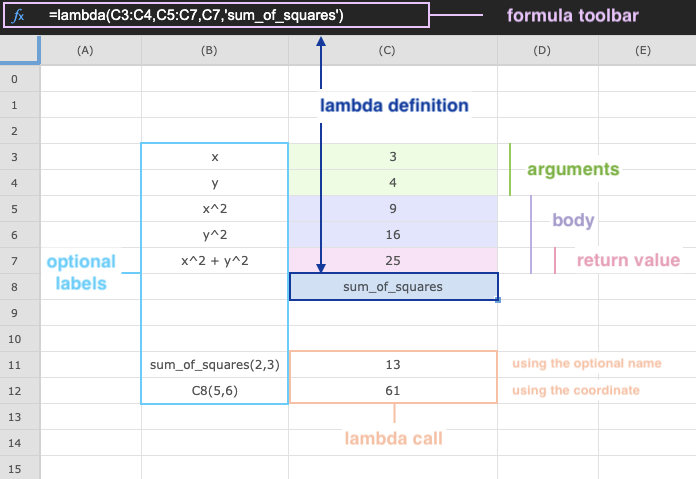 fx =lambda(C3:C4,C5:C7,C7,'sum_of_squares') formula toolbar
(A) (B) (C) (D) (E)
0
lambda definition
1
2
3 x 3
arguments
4 y 4
5 x^2 9
body
6 y^2 16
7 x^2 + y^2 25 return value
optional
labels
8 sum_of_squares
9
10
11 sum_of_squares(2,3) 13 using the optional name
12 C8(5,6) 61 using the coordinate
13
lambda call
14
15